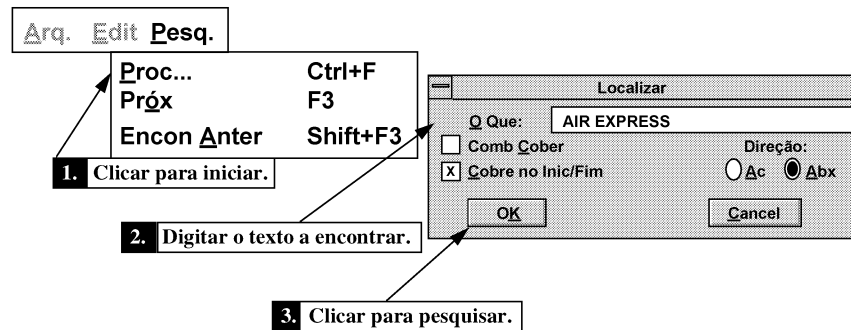 Arq. Edit Pesq.
Proc... Ctrl+F
Próx F3
Encon Anter Shift+F3
1. Clicar para iniciar.
Localizar
O Que: AIR EXPRESS
Comb Cober
Direção:
X Cobre no Inic/Fim
Ac Abx
OK Cancel
2. Digitar o texto a encontrar.
3. Clicar para pesquisar.